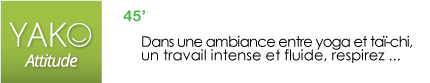 YAKO
Attitude
45'
Dans une ambiance entre yoga et taï-chi,
un travail intense et fluide, respirez ...